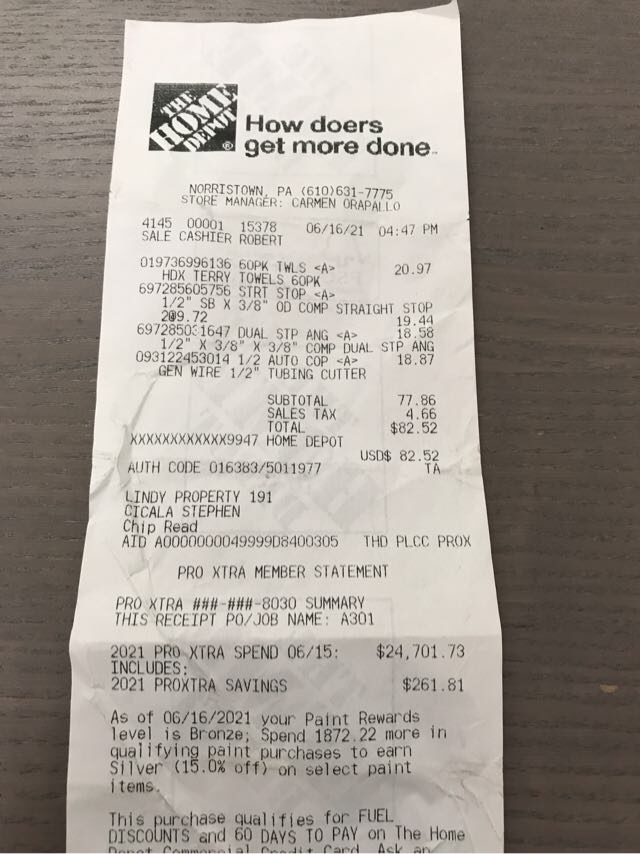 THE
HOME
DEPOT
How doers
get more done
NORRISTOWN, PA (610)631-7775
STORE MANAGER: CARMEN ORAPALLO
4145 00001 15378 06/16/21 04:47 PM
SALE CASHIER ROBERT
019736996136 60PK TWLS <A> 20.97
HDX TERRY TOWELS 60PK
697285605756 STRT STOP <A>
1/2" SB X 3/8" OD COMP STRAIGHT STOP
2@9.72 19.44
697285031647 DUAL STP ANG <A> 18.58
1/2" X 3/8" X 3/8" COMP DUAL STP ANG
093122453014 1/2 AUTO COP <A> 18.87
GEN WIRE 1/2" TUBING CUTTER
SUBTOTAL 77.86
SALES TAX 4.66
TOTAL $82.52
XXXXXXXXXXXX9947 HOME DEPOT
USD$ 82.52
AUTH CODE 016383/5011977 TA
LINDY PROPERTY 191
CICALA STEPHEN
Chip Read
AID A0000000049999D8400305 THD PLCC PROX
PRO XTRA MEMBER STATEMENT
PRO XTRA ###-###-8030 SUMMARY
THIS RECEIPT PO/JOB NAME: A301
2021 PRO XTRA SPEND 06/15: $24,701.73
INCLUDES:
2021 PROXTRA SAVINGS $261.81
As of 06/16/2021 your Paint Rewards
level is Bronze; Spend 1872.22 more in
qualifying paint purchases to earn
Silver (15.0% off) on select paint
items.
This purchase qualifies for FUEL
DISCOUNTS and 60 DAYS TO PAY on The Home
Depot Commercial Credit Card. Ask an